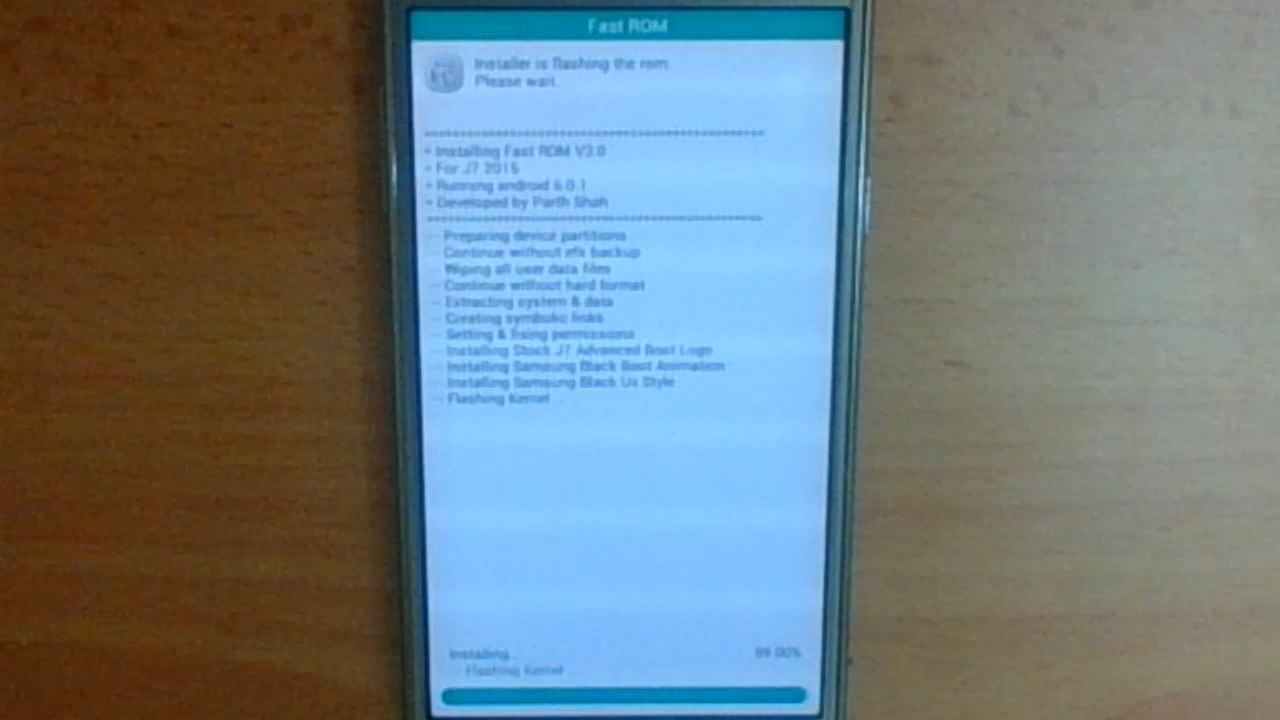 Fast ROM
Installer is flashing the rom.
Please wait
* Installing Fast ROM V3.0
* For J7 2015
* Running android 6.0.1
* Developed by Parth Shah
-- Preparing device partitions
-- Continue without efs backup
-- Wiping all user data files
-- Continue without hard format
-- Extracting system & data
-- Creating symbolic links
-- Setting & fixing permissions
-- Installing Stock J7 Advanced Boot Logo
-- Installing Samsung Black Boot Animation
-- Installing Samsung Black Ux Style
-- Flashing Kernel
Installing... 99.00%
-- Flashing Kernel